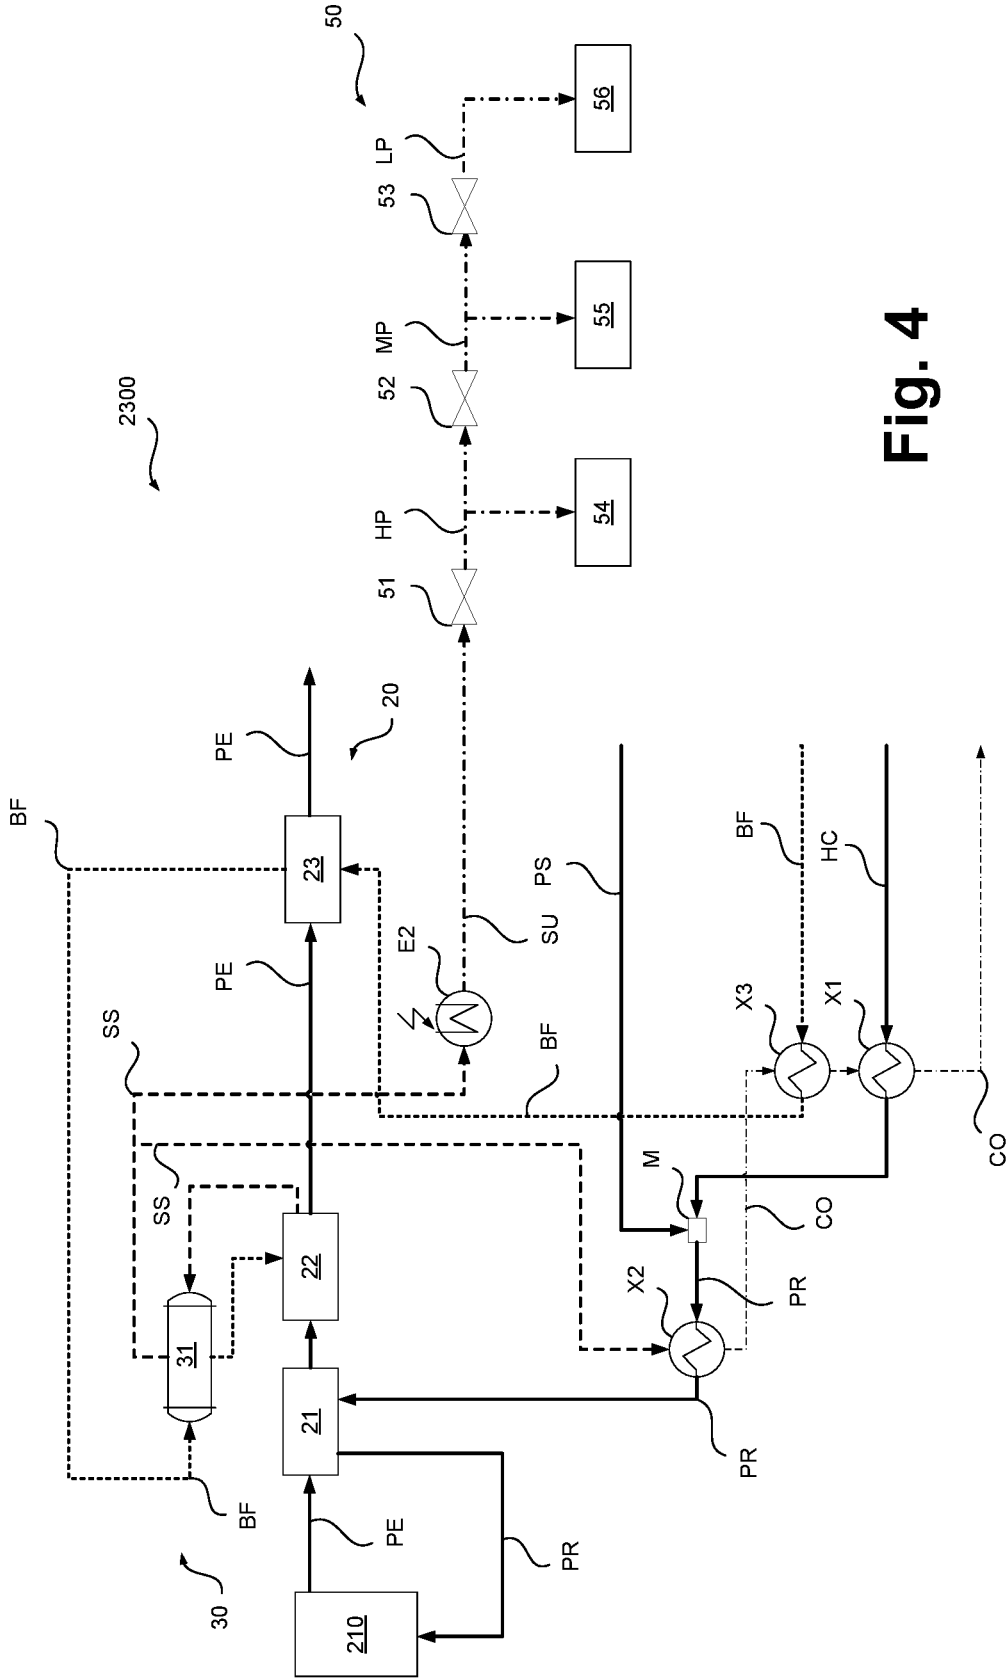 2300
50
LP
53
56
MP
52
55
HP
51
54
PE
20
BF
23
PE
SU
E2
SS
BF
PS
BF
HC
X3
X1
CO
SS
22
31
21
M
CO
X2
PR
PR
BF
PE
PR
30
210
Fig. 4